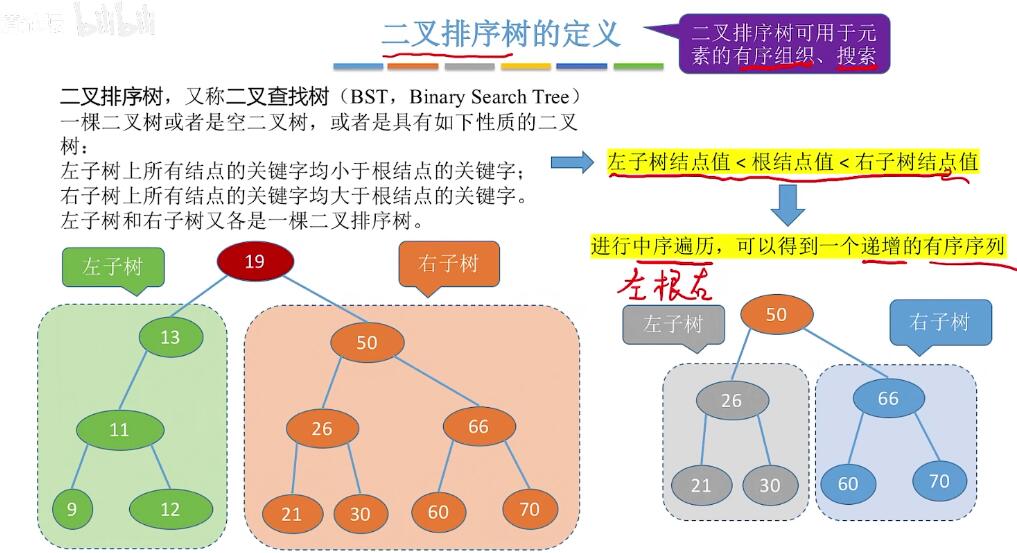 bilibili
二叉排序树的定义
二叉排序树可用于元
素的有序组织、搜索
二叉排序树，又称二叉查找树（BST，Binary Search Tree）
一棵二叉树或者是空二叉树，或者是具有如下性质的二叉
树：
左子树上所有结点的关键字均小于根结点的关键字；
右子树上所有结点的关键字均大于根结点的关键字。
左子树和右子树又各是一棵二叉排序树。
左子树结点值 < 根结点值 < 右子树结点值
进行中序遍历，可以得到一个递增的有序序列
左根右
左子树
19
右子树
13
50
11
26
66
9
12
21
30
60
70
左子树
50
右子树
26
66
21
30
60
70